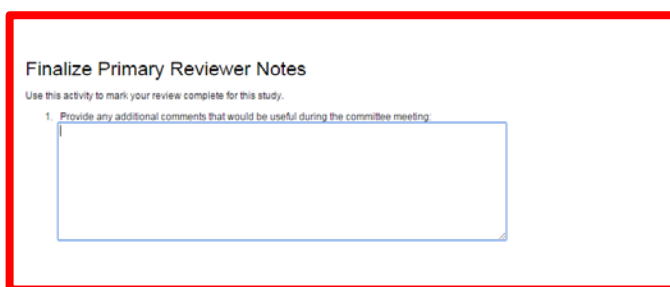 Finalize Primary Reviewer Notes
Use this activity to mark your review complete for this study.
1. Provide any additional comments that would be useful during the committee meeting: